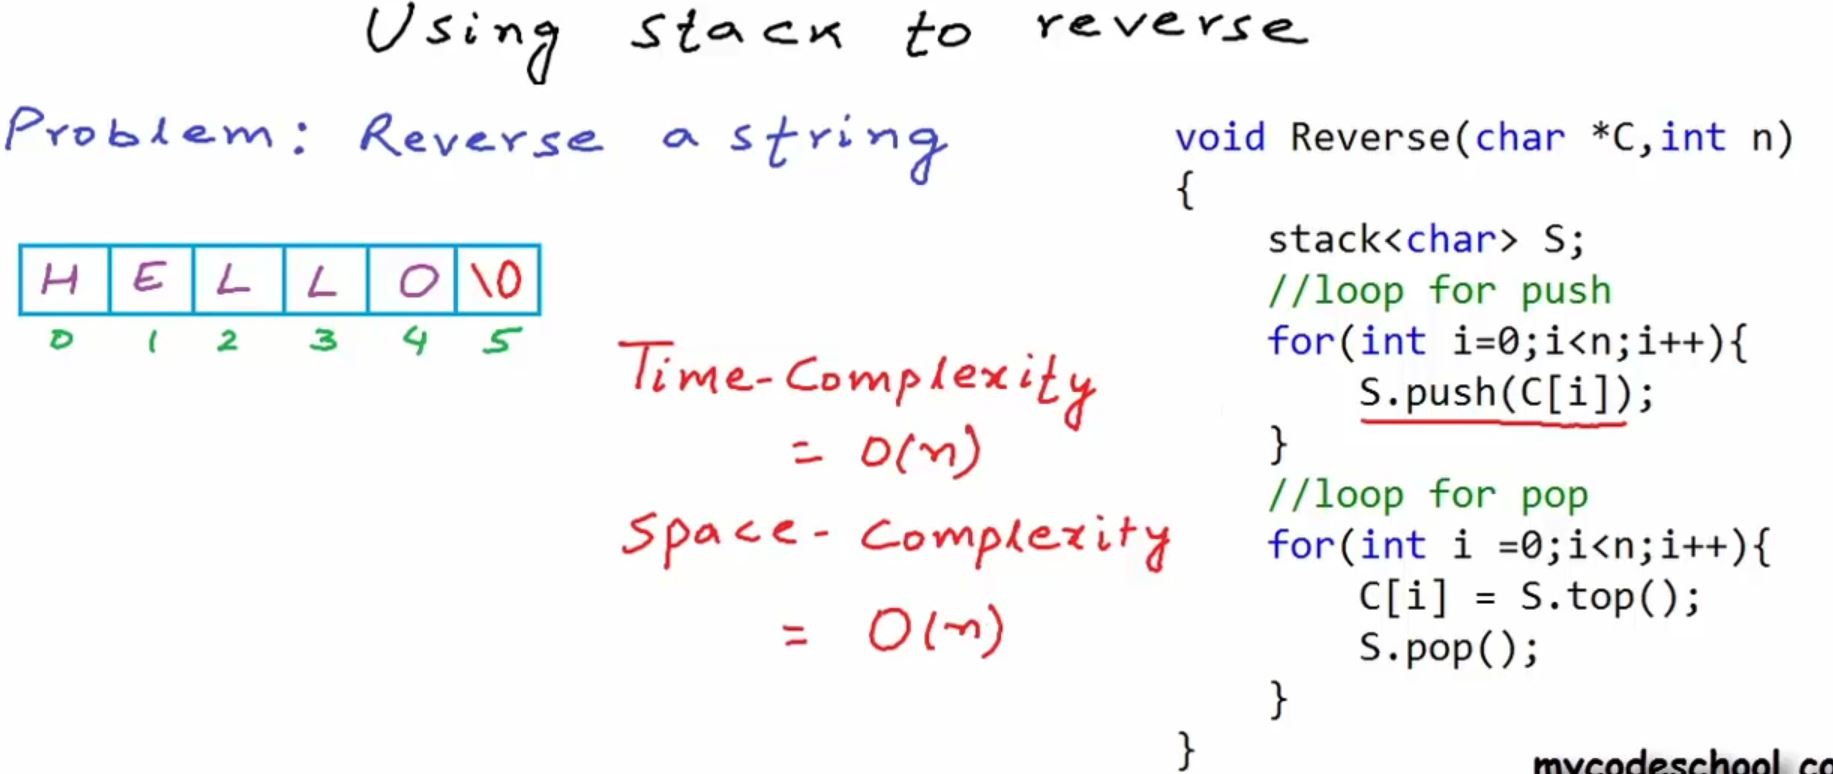 Using stack to reverse
Problem: Reverse a string
H E L L O \0
0 1 2 3 4 5
Time-Complexity
= O(n)
Space-Complexity
= O(n)
void Reverse(char *C,int n)
{
stack<char> S;
//loop for push
for(int i=0;i<n;i++){
S.push(C[i]);
}
//loop for pop
for(int i =0;i<n;i++){
C[i] = S.top();
S.pop();
}
}
mycodeschool.co